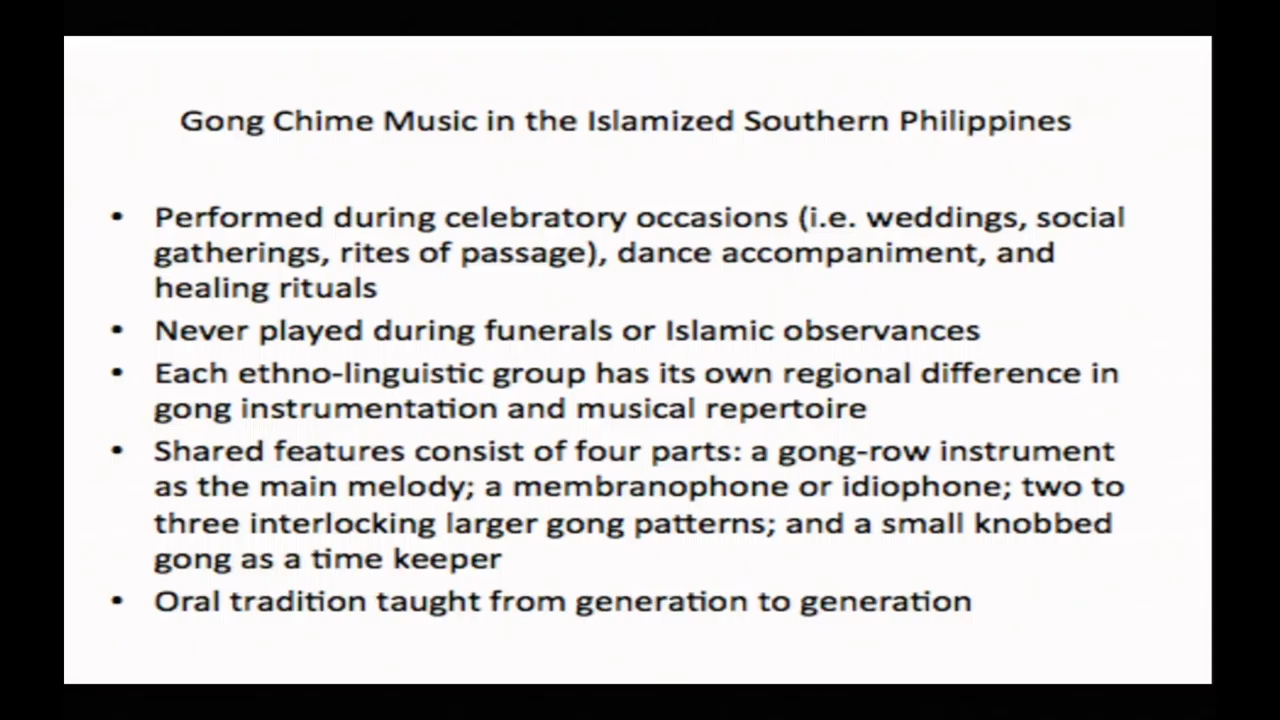 Gong Chime Music in the Islamized Southern Philippines
• Performed during celebratory occasions (i.e. weddings, social
gatherings, rites of passage), dance accompaniment, and
healing rituals
• Never played during funerals or Islamic observances
• Each ethno-linguistic group has its own regional difference in
gong instrumentation and musical repertoire
• Shared features consist of four parts: a gong-row instrument
as the main melody; a membranophone or idiophone; two to
three interlocking larger gong patterns; and a small knobbed
gong as a time keeper
• Oral tradition taught from generation to generation